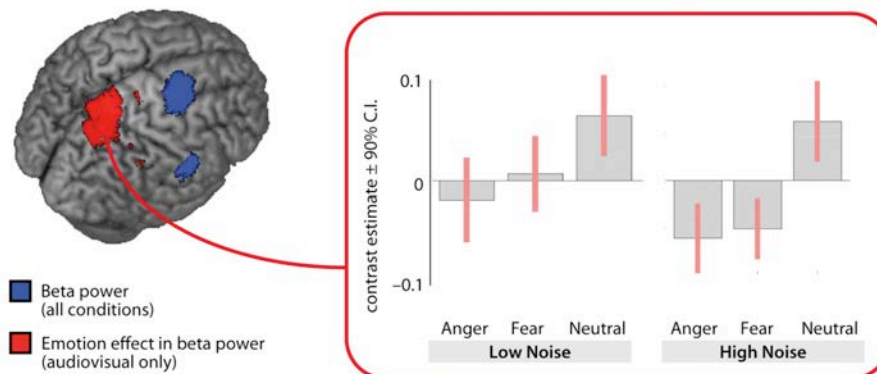 Beta power
(all conditions)
Emotion effect in beta power
(audiovisual only)
contrast estimate ± 90% C.I.
0.1
0
−0.1
Anger Fear Neutral Anger Fear Neutral
Low Noise High Noise